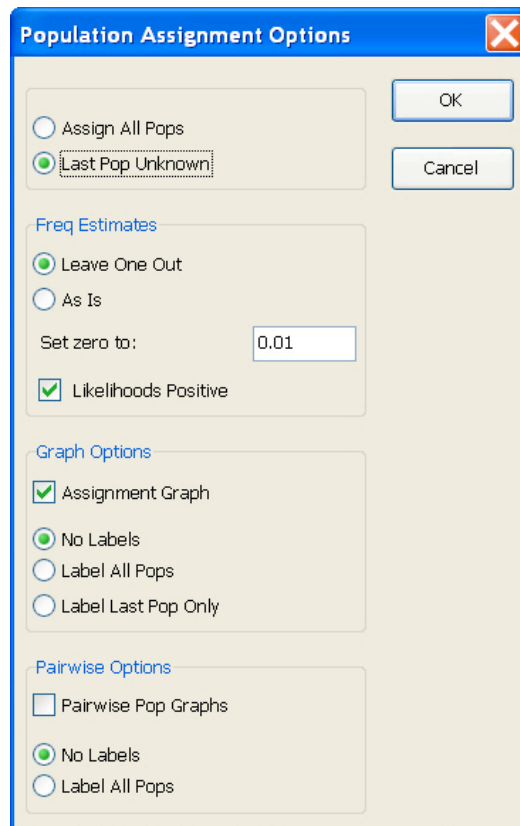 Population Assignment Options
OK
Assign All Pops
Last Pop Unknown
Cancel
Freq Estimates
Leave One Out
As Is
Set zero to: 0.01
Likelihoods Positive
Graph Options
Assignment Graph
No Labels
Label All Pops
Label Last Pop Only
Pairwise Options
Pairwise Pop Graphs
No Labels
Label All Pops